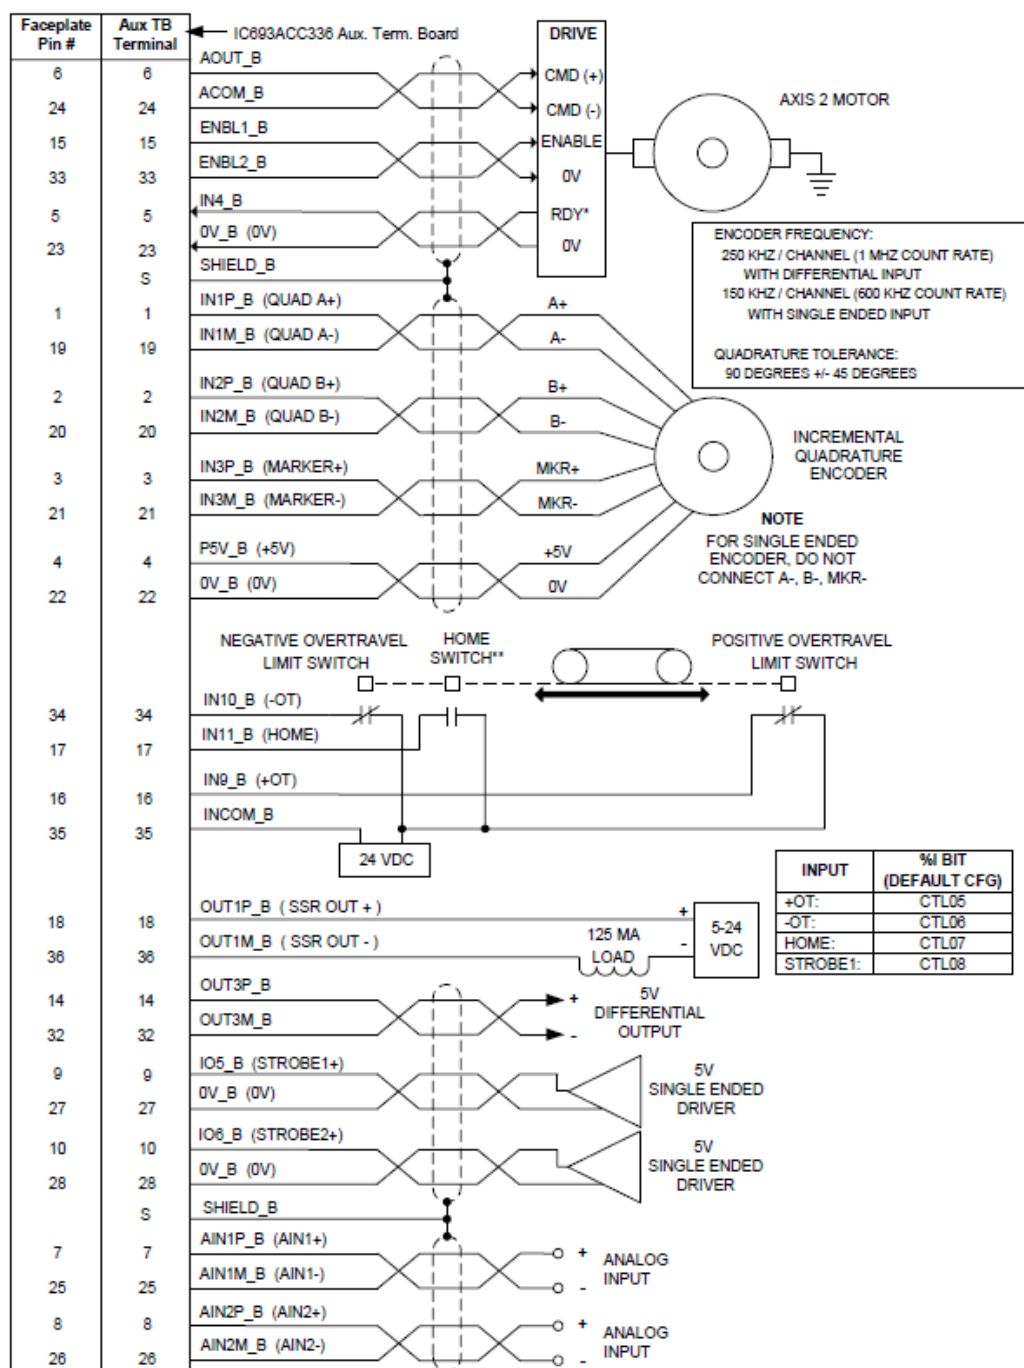 Faceplate Pin # Aux TB Terminal IC693ACC336 Aux. Term. Board DRIVE
6 6 AOUT_B CMD (+)
24 24 ACOM_B CMD (-)
AXIS 2 MOTOR
15 15 ENBL1_B ENABLE
33 33 ENBL2_B 0V
5 5 IN4_B RDY*
23 23 0V_B (0V) 0V
S SHIELD_B
ENCODER FREQUENCY:
250 KHZ / CHANNEL (1 MHZ COUNT RATE)
WITH DIFFERENTIAL INPUT
150 KHZ / CHANNEL (600 KHZ COUNT RATE)
WITH SINGLE ENDED INPUT
QUADRATURE TOLERANCE:
90 DEGREES +/- 45 DEGREES
1 1 IN1P_B (QUAD A+) A+
19 19 IN1M_B (QUAD A-) A-
2 2 IN2P_B (QUAD B+) B+
20 20 IN2M_B (QUAD B-) B-
INCREMENTAL
QUADRATURE
ENCODER
3 3 IN3P_B (MARKER+) MKR+
21 21 IN3M_B (MARKER-) MKR-
4 4 P5V_B (+5V) +5V
22 22 0V_B (0V) 0V
NOTE
FOR SINGLE ENDED
ENCODER, DO NOT
CONNECT A-, B-, MKR-
NEGATIVE OVERTRAVEL
LIMIT SWITCH
HOME
SWITCH**
POSITIVE OVERTRAVEL
LIMIT SWITCH
34 34 IN10_B (-OT)
17 17 IN11_B (HOME)
16 16 IN9_B (+OT)
35 35 INCOM_B
24 VDC
INPUT %I BIT (DEFAULT CFG)
+OT: CTL05
-OT: CTL06
HOME: CTL07
STROBE1: CTL08
18 18 OUT1P_B ( SSR OUT + ) +
36 36 OUT1M_B ( SSR OUT - ) -
125 MA
LOAD
5-24
VDC
14 14 OUT3P_B +
32 32 OUT3M_B -
5V
DIFFERENTIAL
OUTPUT
9 9 IO5_B (STROBE1+)
27 27 0V_B (0V)
5V
SINGLE ENDED
DRIVER
10 10 IO6_B (STROBE2+)
28 28 0V_B (0V)
5V
SINGLE ENDED
DRIVER
S SHIELD_B
7 7 AIN1P_B (AIN1+) +
25 25 AIN1M_B (AIN1-) -
ANALOG
INPUT
8 8 AIN2P_B (AIN2+) +
26 26 AIN2M_B (AIN2-) -
ANALOG
INPUT